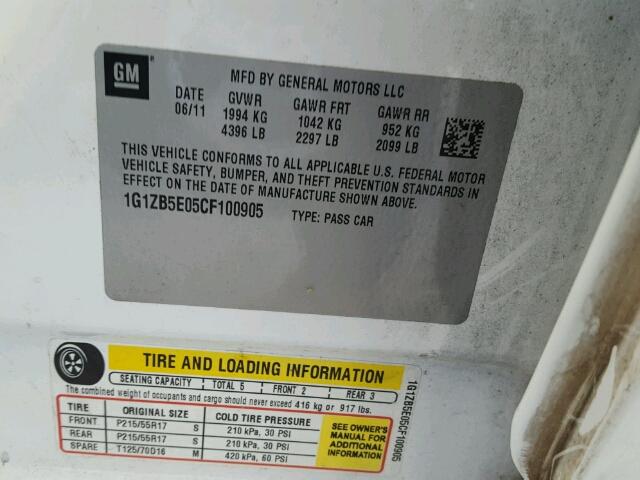 GM
MFD BY GENERAL MOTORS LLC
DATE GVWR GAWR FRT GAWR RR
06/11 1994 KG 1042 KG 952 KG
4396 LB 2297 LB 2099 LB
THIS VEHICLE CONFORMS TO ALL APPLICABLE U.S. FEDERAL MOTOR
VEHICLE SAFETY, BUMPER, AND THEFT PREVENTION STANDARDS IN
EFFECT ON THE DATE OF MANUFACTURE SHOWN ABOVE.
1G1ZB5E05CF100905 TYPE: PASS CAR
TIRE AND LOADING INFORMATION
SEATING CAPACITY TOTAL 5 FRONT 2 REAR 3
The combined weight of occupants and cargo should never exceed 416 kg or 917 lbs.
TIRE ORIGINAL SIZE COLD TIRE PRESSURE
FRONT P215/55R17 S 210 kPa, 30 PSI
REAR P215/55R17 S 210 kPa, 30 PSI
SPARE T125/70D16 M 420 kPa, 60 PSI
SEE OWNER'S
MANUAL FOR
ADDITIONAL
INFORMATION
1G1ZB5E05CF100905